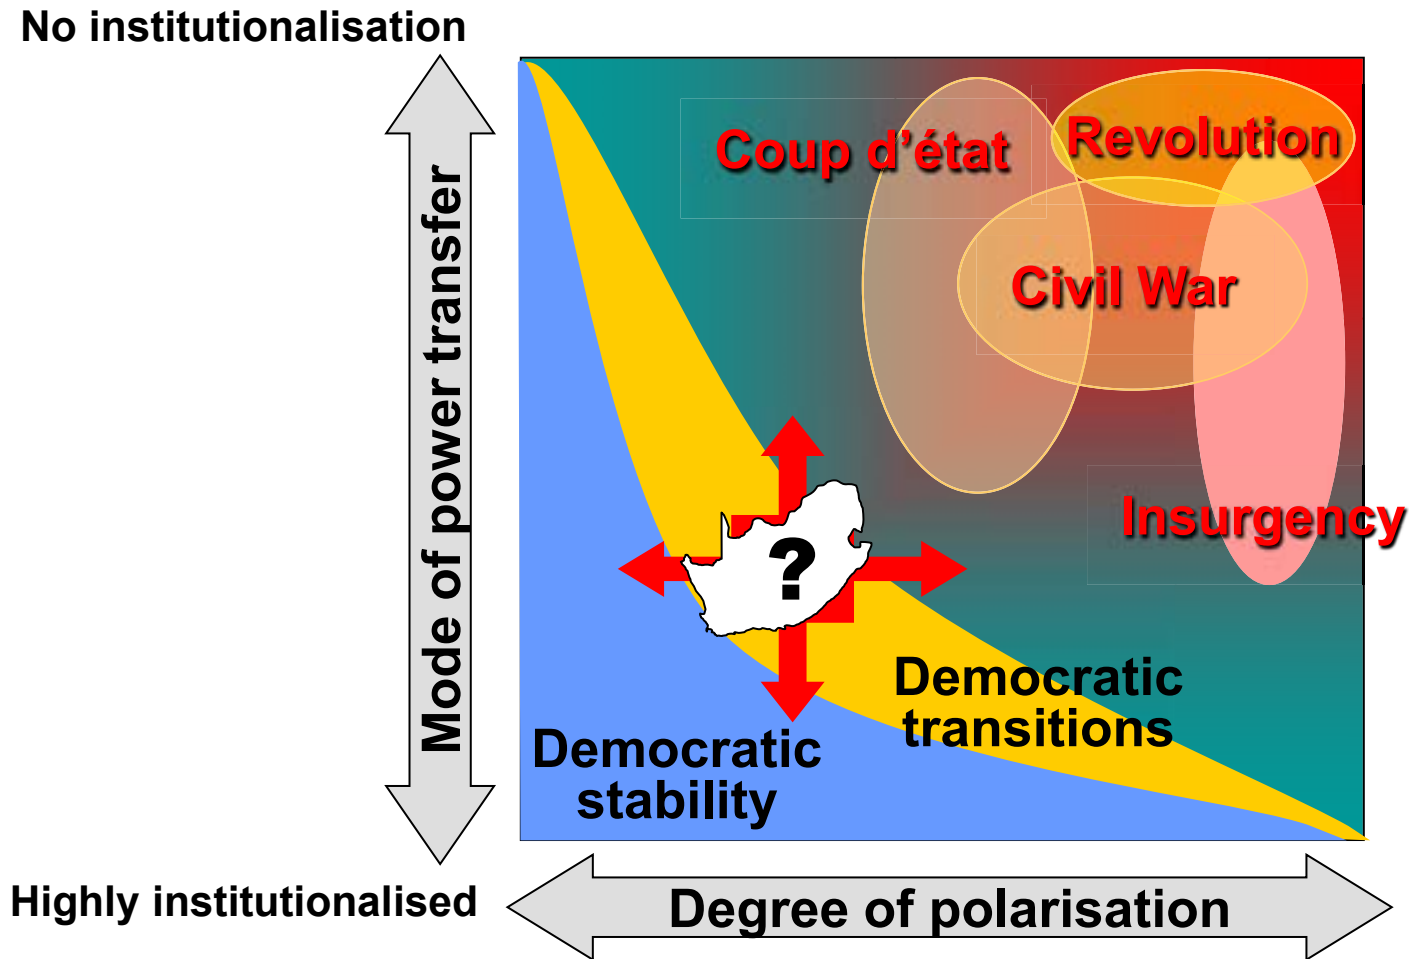 No institutionalisation
Mode of power transfer
Highly institutionalised
Coup d’état
Revolution
Civil War
Insurgency
?
Democratic
transitions
Democratic
stability
Degree of polarisation